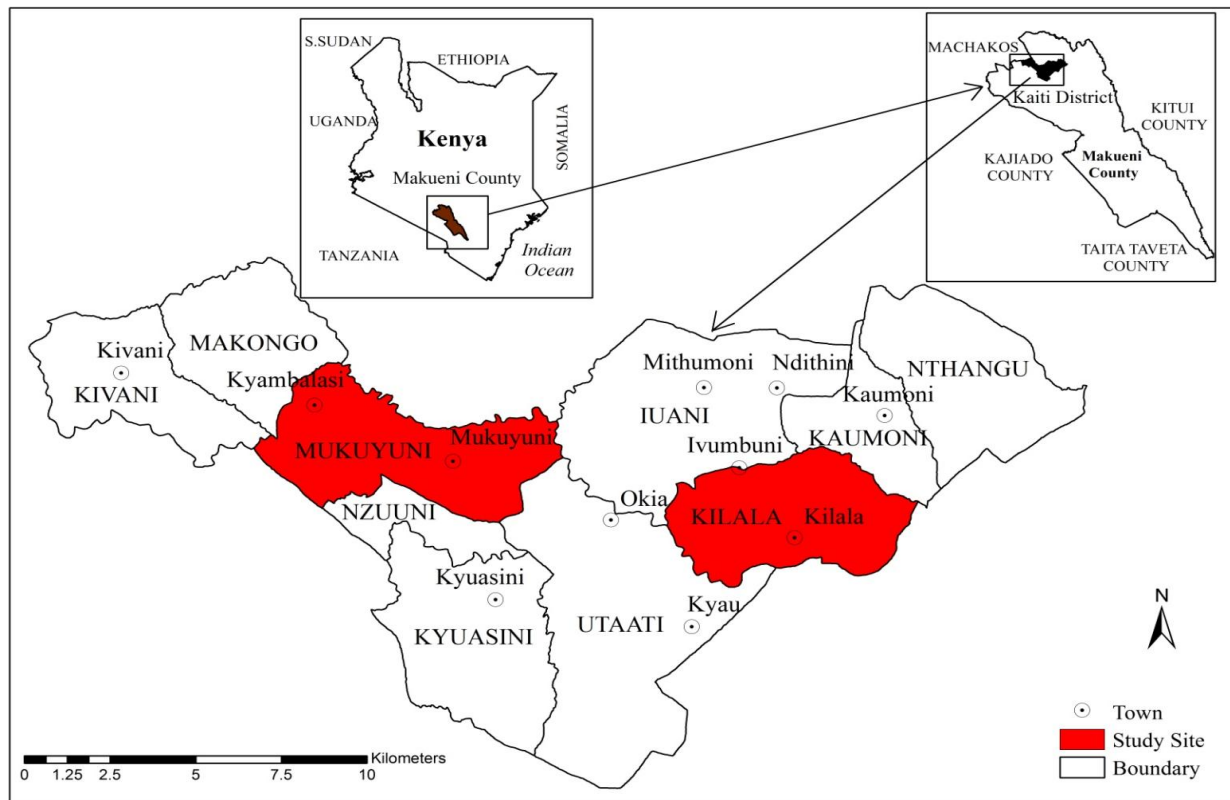 S.SUDAN
ETHIOPIA
UGANDA
Kenya
SOMALIA
Makueni County
TANZANIA
Indian
Ocean
MACHAKOS
Kaiti District
KITUI
COUNTY
KAJIADO
COUNTY
Makueni
County
TAITA TAVETA
COUNTY
Kivani
KIVANI
MAKONGO
Kyambalasi
MUKUYUNI
Mukuyuni
NZUUNI
Kyuasini
KYUASINI
Mithumoni
Ndithini
IUANI
Ivumbuni
Kaumoni
KAUMONI
NTHANGU
Okia
KILALA
Kilala
Kyau
UTAATI
N
Town
Study Site
Boundary
Kilometers
0 1.25 2.5 5 7.5 10